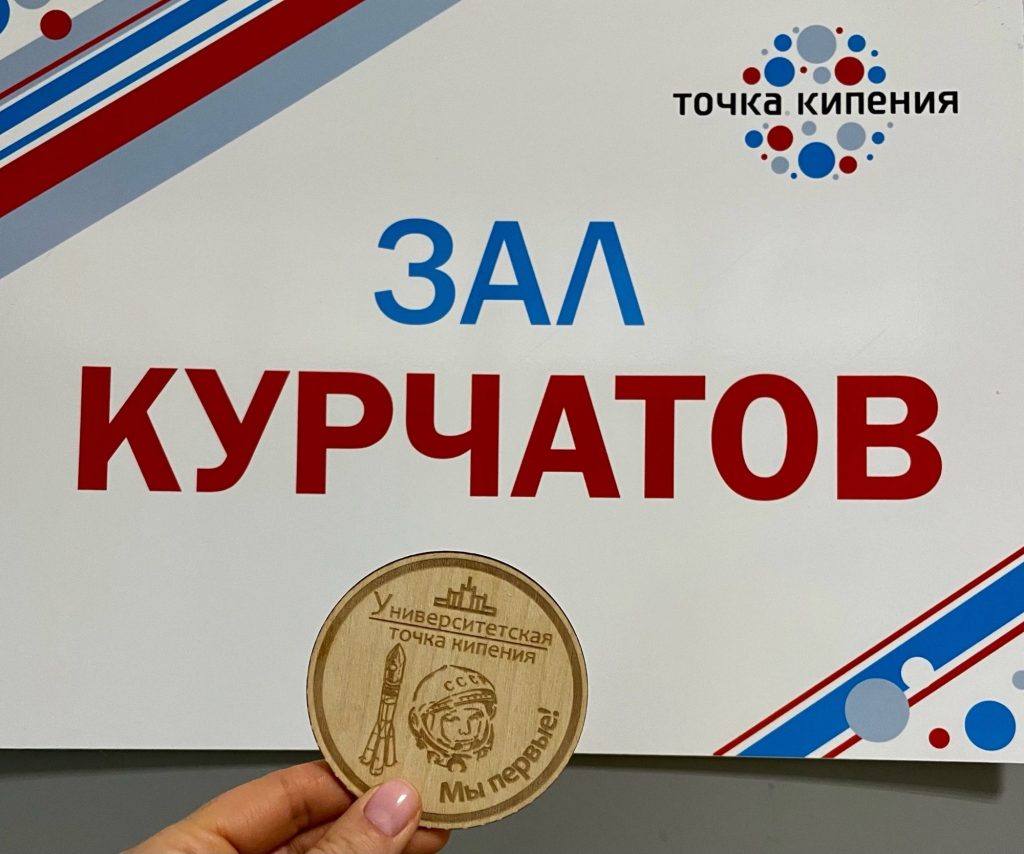 точка кипения
ЗАЛ
КУРЧАТОВ
Университетская
точка кипения
СССР
Мы первые!